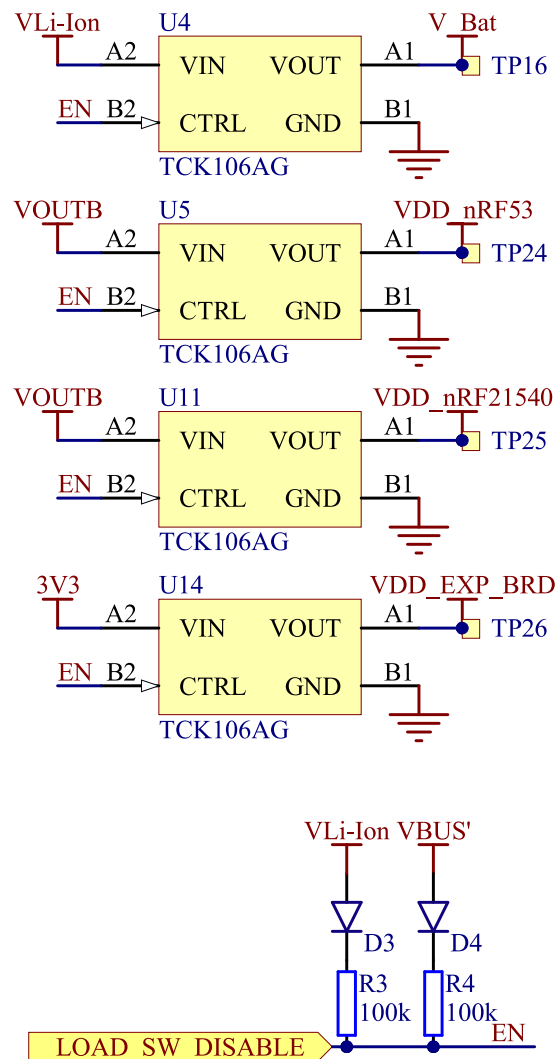 VLi-Ion U4 V_Bat
A2 VIN VOUT A1 TP16
EN B2 CTRL GND B1
TCK106AG
VOUTB U5 VDD_nRF53
A2 VIN VOUT A1 TP24
EN B2 CTRL GND B1
TCK106AG
VOUTB U11 VDD_nRF21540
A2 VIN VOUT A1 TP25
EN B2 CTRL GND B1
TCK106AG
3V3 U14 VDD_EXP_BRD
A2 VIN VOUT A1 TP26
EN B2 CTRL GND B1
TCK106AG
VLi-Ion VBUS'
D3 D4
R3 R4
100k 100k
LOAD_SW_DISABLE EN